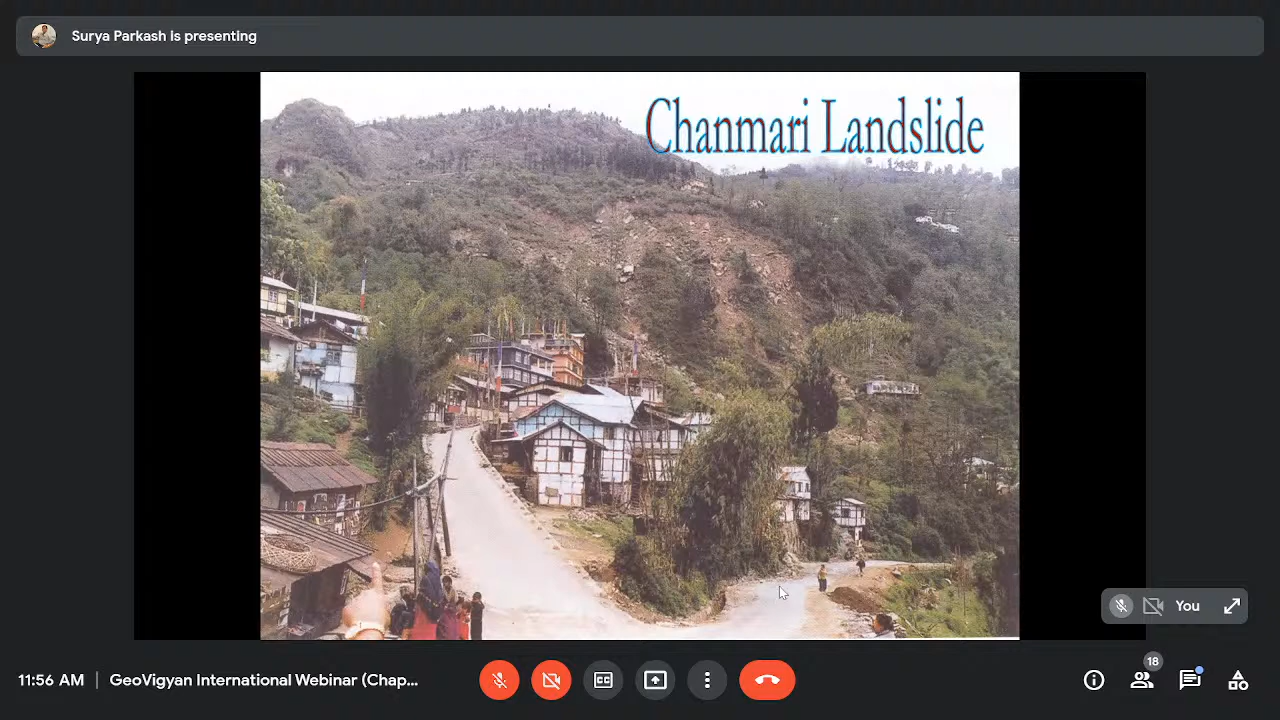 Surya Parkash is presenting
Chanmari Landslide
You
11:56 AM | GeoVigyan International Webinar (Chap...
18